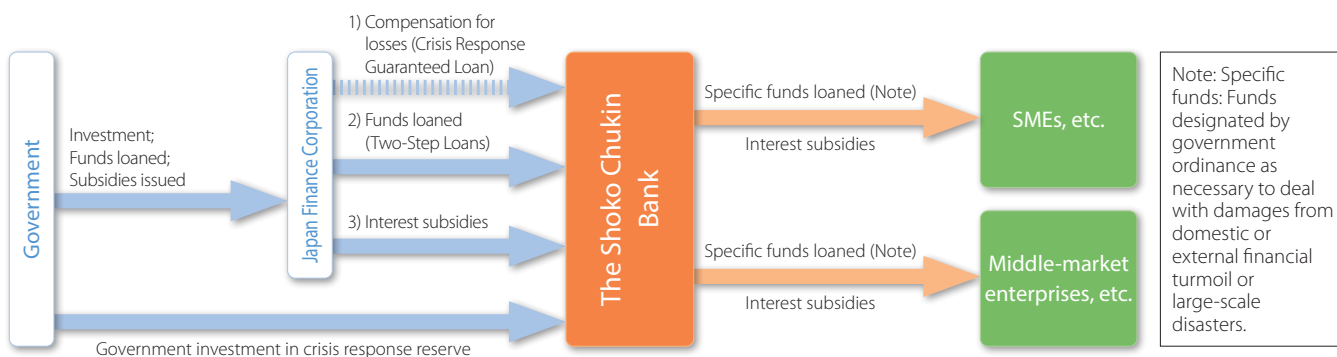 Government
Investment;
Funds loaned;
Subsidies issued
Japan Finance Corporation
1) Compensation for
losses (Crisis Response
Guaranteed Loan)
2) Funds loaned
(Two-Step Loans)
3) Interest subsidies
Government investment in crisis response reserve
The Shoko Chukin
Bank
Specific funds loaned (Note)
Interest subsidies
SMEs, etc.
Specific funds loaned (Note)
Interest subsidies
Middle-market
enterprises, etc.
Note: Specific
funds: Funds
designated by
government
ordinance as
necessary to deal
with damages from
domestic or
external financial
turmoil or
large-scale
disasters.